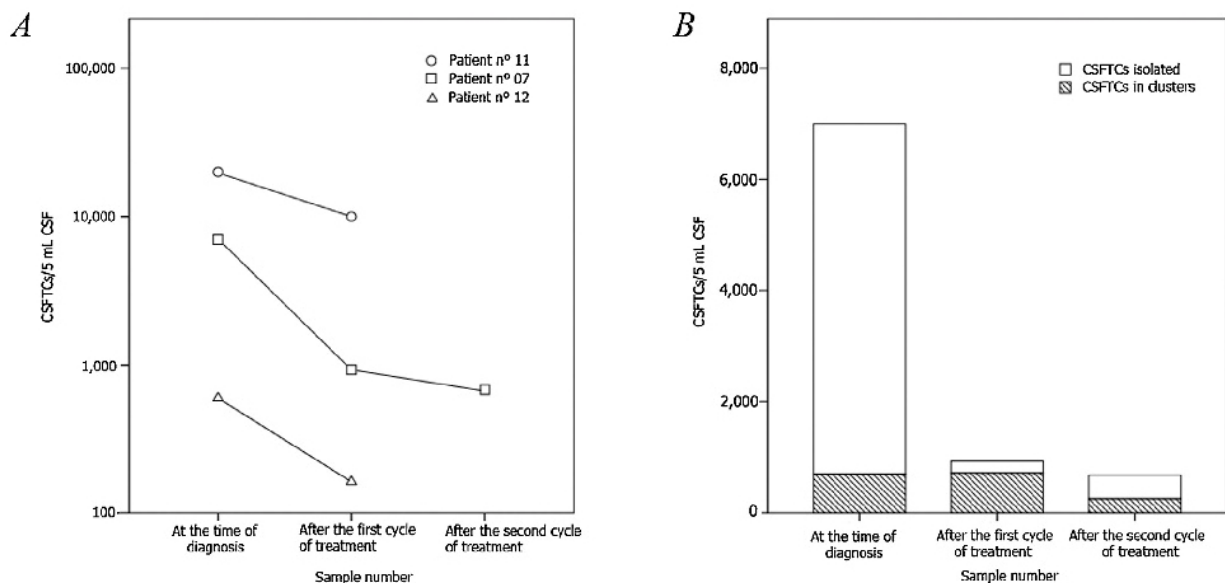 A
Patient nº 11
Patient nº 07
Patient nº 12
100,000
10,000
1,000
100
CSFTCs/5 mL CSF
At the time of
diagnosis
After the first cycle
of treatment
After the second cycle
of treatment
Sample number
B
CSFTCs isolated
CSFTCs in clusters
8,000
6,000
4,000
2,000
0
CSFTCs/5 mL CSF
At the time of
diagnosis
After the first cycle
of treatment
After the second cycle
of treatment
Sample number